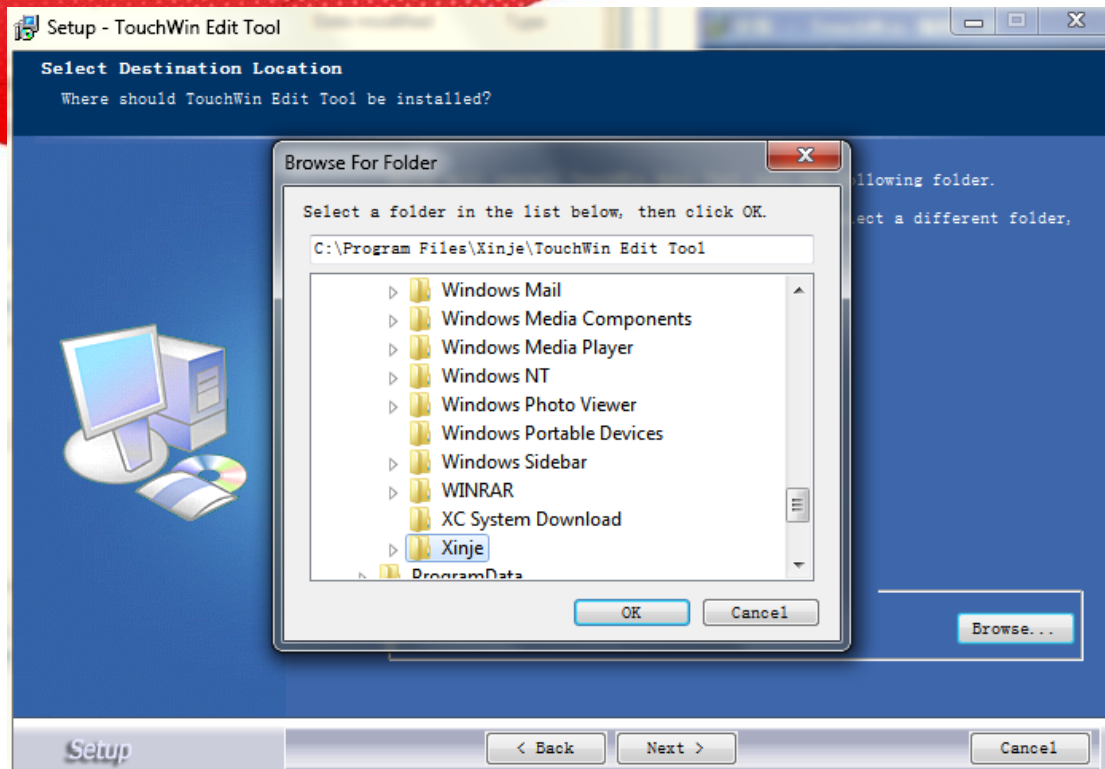 Setup - TouchWin Edit Tool
Select Destination Location
Where should TouchWin Edit Tool be installed?
Browse For Folder
llowing folder.
Select a folder in the list below, then click OK.
ect a different folder,
C:\Program Files\Xinje\TouchWin Edit Tool
Windows Mail
Windows Media Components
Windows Media Player
Windows NT
Windows Photo Viewer
Windows Portable Devices
Windows Sidebar
WINRAR
XC System Download
Xinje
ProgramData
OK Cancel
Browse...
Setup < Back Next > Cancel